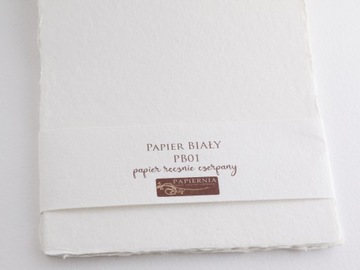 PAPIER BIAŁY
PB01
papier ręcznie czerpany
PAPIERNIA